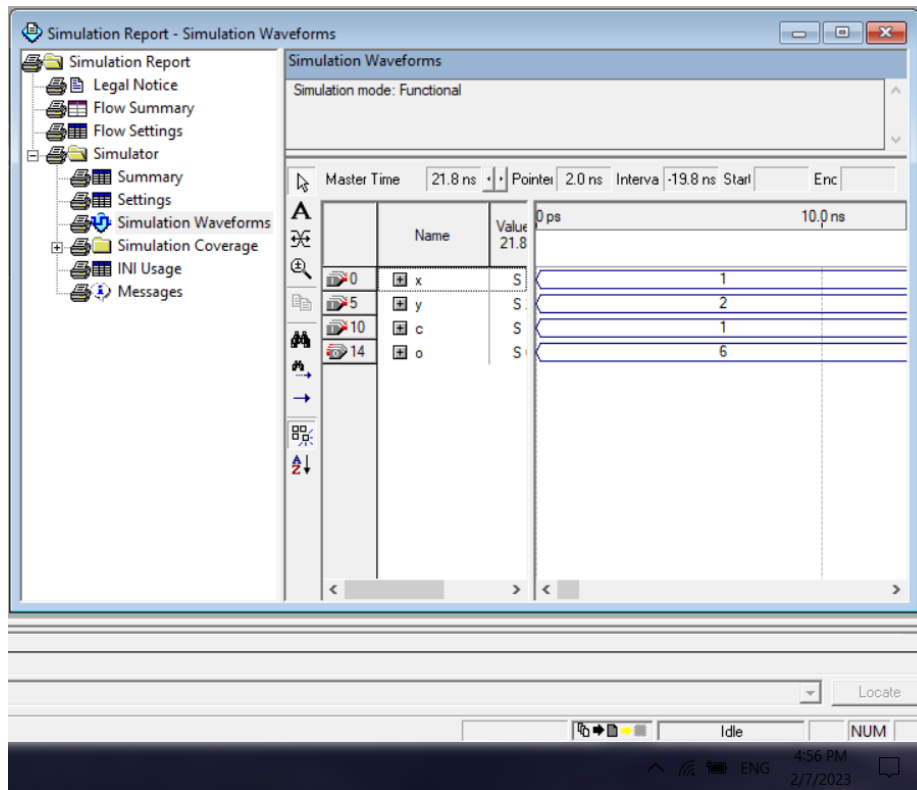 Simulation Report - Simulation Waveforms
Simulation Report
Legal Notice
Flow Summary
Flow Settings
Simulator
Summary
Settings
Simulation Waveforms
Simulation Coverage
INI Usage
Messages
Simulation Waveforms
Simulation mode: Functional
Master Time 21.8 ns Pointer 2.0 ns Interva -19.8 ns Start Enc
Name Value 21.8 0 ps 10.0 ns
0 x S 1
5 y S 2
10 c S 1
14 o S 6
Locate
Idle NUM
ENG 4:56 PM
2/7/2023